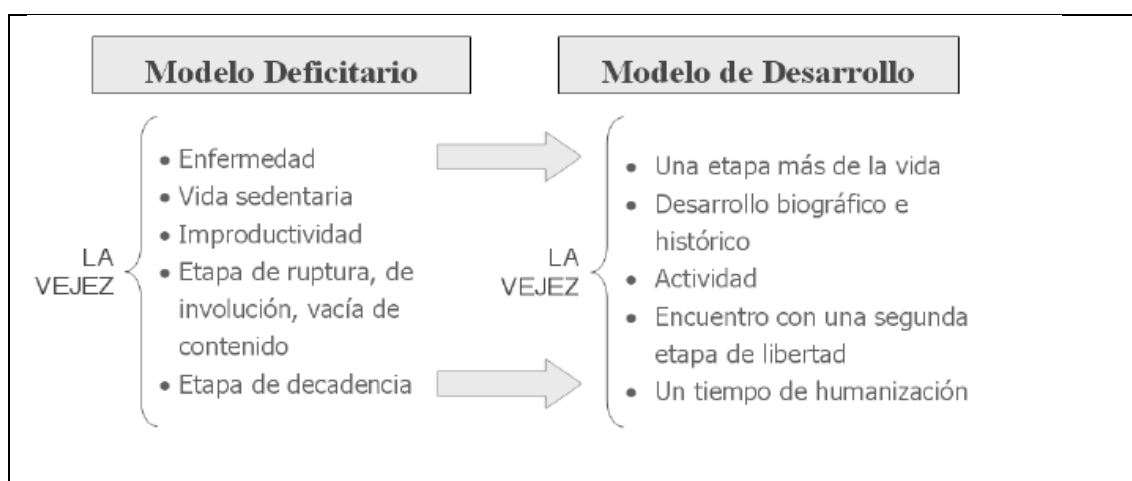 Modelo Deficitario
LA
VEJEZ
• Enfermedad
• Vida sedentaria
• Improductividad
• Etapa de ruptura, de
involución, vacía de
contenido
• Etapa de decadencia
Modelo de Desarrollo
LA
VEJEZ
• Una etapa más de la vida
• Desarrollo biográfico e
histórico
• Actividad
• Encuentro con una segunda
etapa de libertad
• Un tiempo de humanización